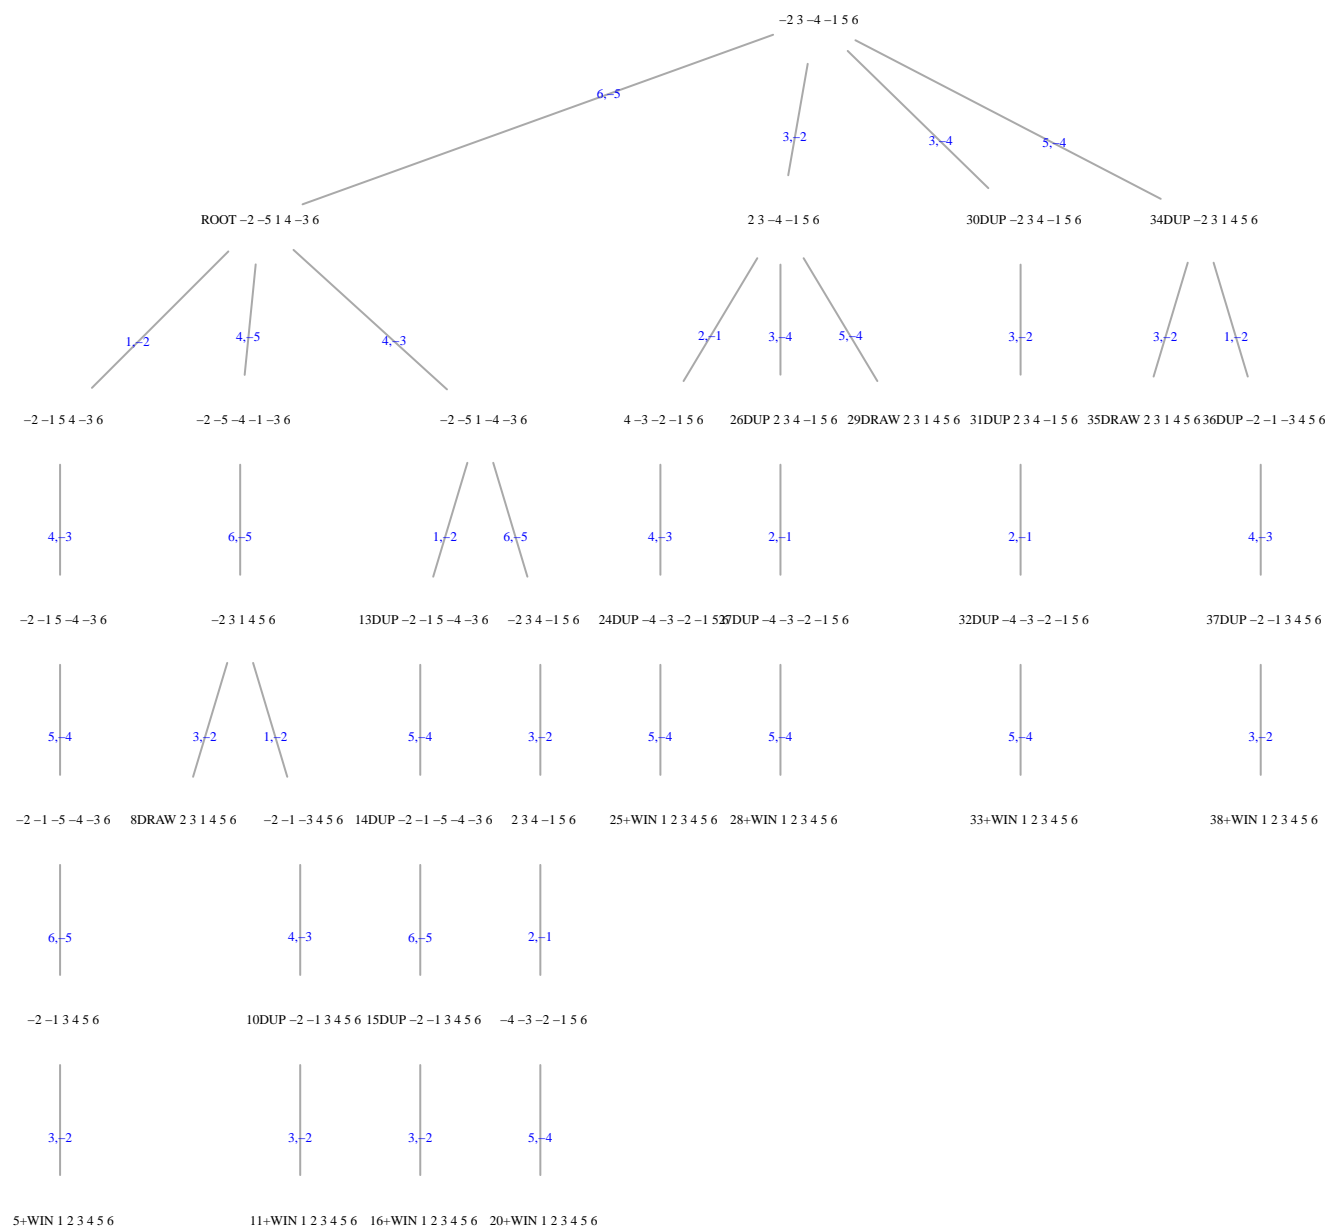 −2 3 −4 −1 5 6
6,−5
3,−2
3,−4
5,−4
ROOT −2 −5 1 4 −3 6
2 3 −4 −1 5 6
30DUP −2 3 4 −1 5 6
34DUP −2 3 1 4 5 6
1,−2
4,−5
4,−3
2,−1
3,−4
5,−4
3,−2
3,−2
1,−2
−2 −1 5 4 −3 6
−2 −5 −4 −1 −3 6
−2 −5 1 −4 −3 6
4 −3 −2 −1 5 6
26DUP 2 3 4 −1 5 6
29DRAW 2 3 1 4 5 6
31DUP 2 3 4 −1 5 6
35DRAW 2 3 1 4 5 6
36DUP −2 −1 −3 4 5 6
4,−3
6,−5
1,−2
6,−5
4,−3
2,−1
2,−1
4,−3
−2 −1 5 −4 −3 6
−2 3 1 4 5 6
13DUP −2 −1 5 −4 −3 6
−2 3 4 −1 5 6
24DUP −4 −3 −2 −1 5 6
27DUP −4 −3 −2 −1 5 6
32DUP −4 −3 −2 −1 5 6
37DUP −2 −1 3 4 5 6
5,−4
3,−2
1,−2
5,−4
3,−2
5,−4
5,−4
5,−4
3,−2
−2 −1 −5 −4 −3 6
8DRAW 2 3 1 4 5 6
−2 −1 −3 4 5 6
14DUP −2 −1 −5 −4 −3 6
2 3 4 −1 5 6
25+WIN 1 2 3 4 5 6
28+WIN 1 2 3 4 5 6
33+WIN 1 2 3 4 5 6
38+WIN 1 2 3 4 5 6
6,−5
4,−3
6,−5
2,−1
−2 −1 3 4 5 6
10DUP −2 −1 3 4 5 6
15DUP −2 −1 3 4 5 6
−4 −3 −2 −1 5 6
3,−2
3,−2
3,−2
5,−4
5+WIN 1 2 3 4 5 6
11+WIN 1 2 3 4 5 6
16+WIN 1 2 3 4 5 6
20+WIN 1 2 3 4 5 6